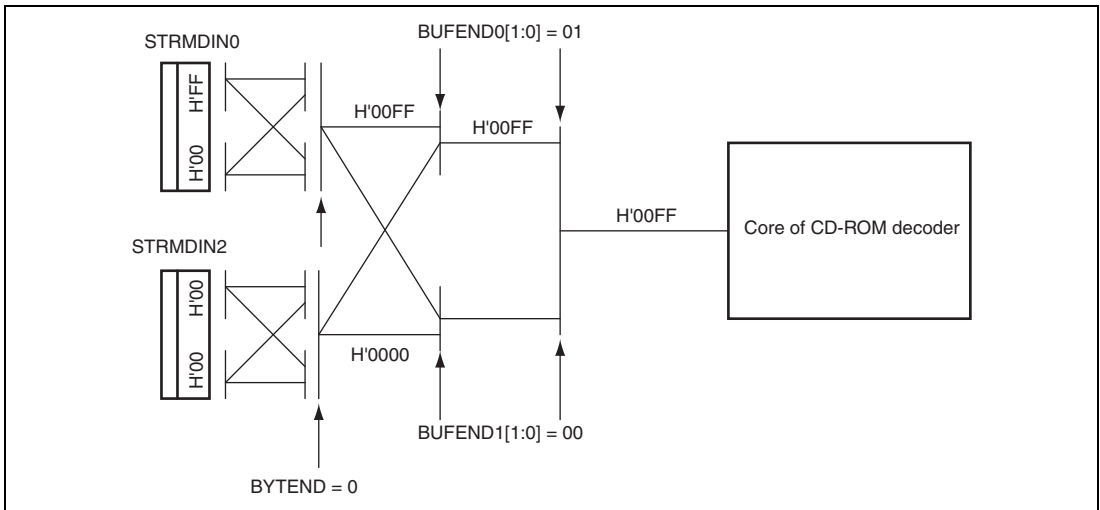 BUFEND0[1:0] = 01
STRMDIN0
H'FF
H'00
H'00FF
H'00FF
H'00FF
Core of CD-ROM decoder
STRMDIN2
H'00
H'00
H'0000
BUFEND1[1:0] = 00
BYTEND = 0